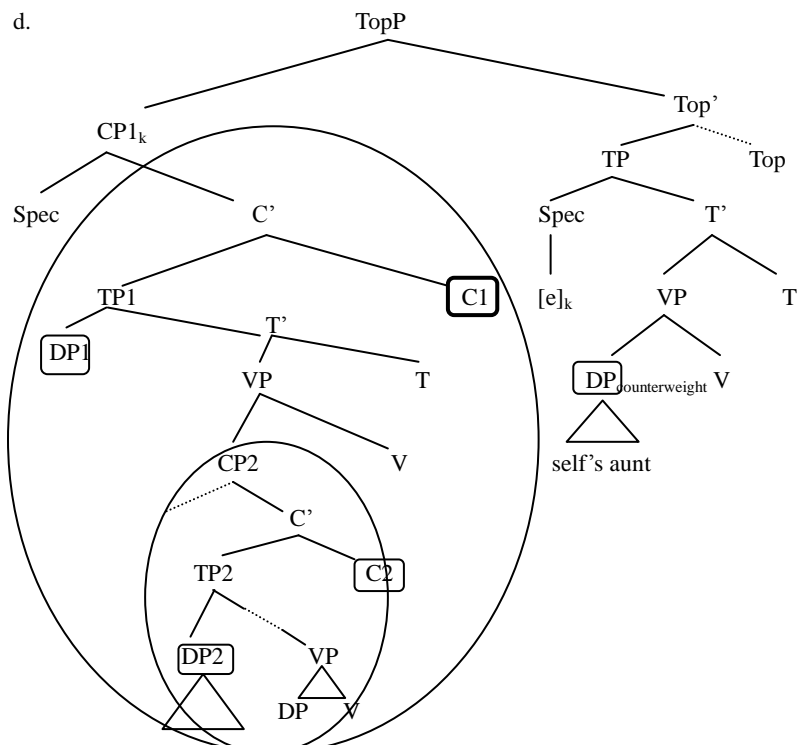 d.
TopP
Top’
CP1k
TP Top
Spec C’ Spec T’
TP1 C1 [e]k VP T
T’
DP1
VP T DPcounterweight V
CP2 V self’s aunt
C’
TP2 C2
DP2 VP
DP V